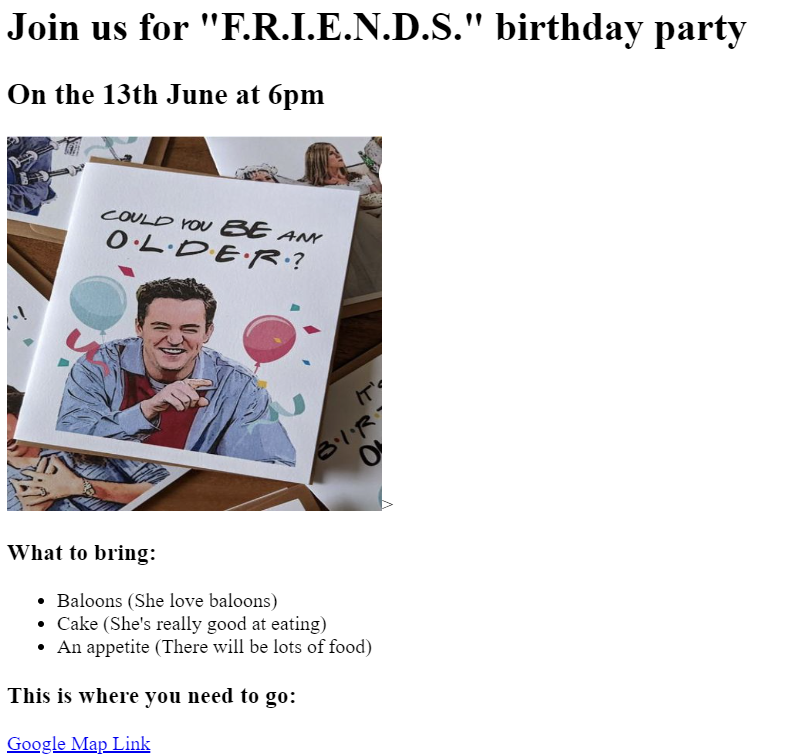 Join us for "F.R.I.E.N.D.S." birthday party
On the 13th June at 6pm
COULD YOU BE ANY
O·L·D·E·R·?
·!
IT'S
B·I·R·
>
What to bring:
Baloons (She love baloons)
Cake (She's really good at eating)
An appetite (There will be lots of food)
This is where you need to go:
Google Map Link